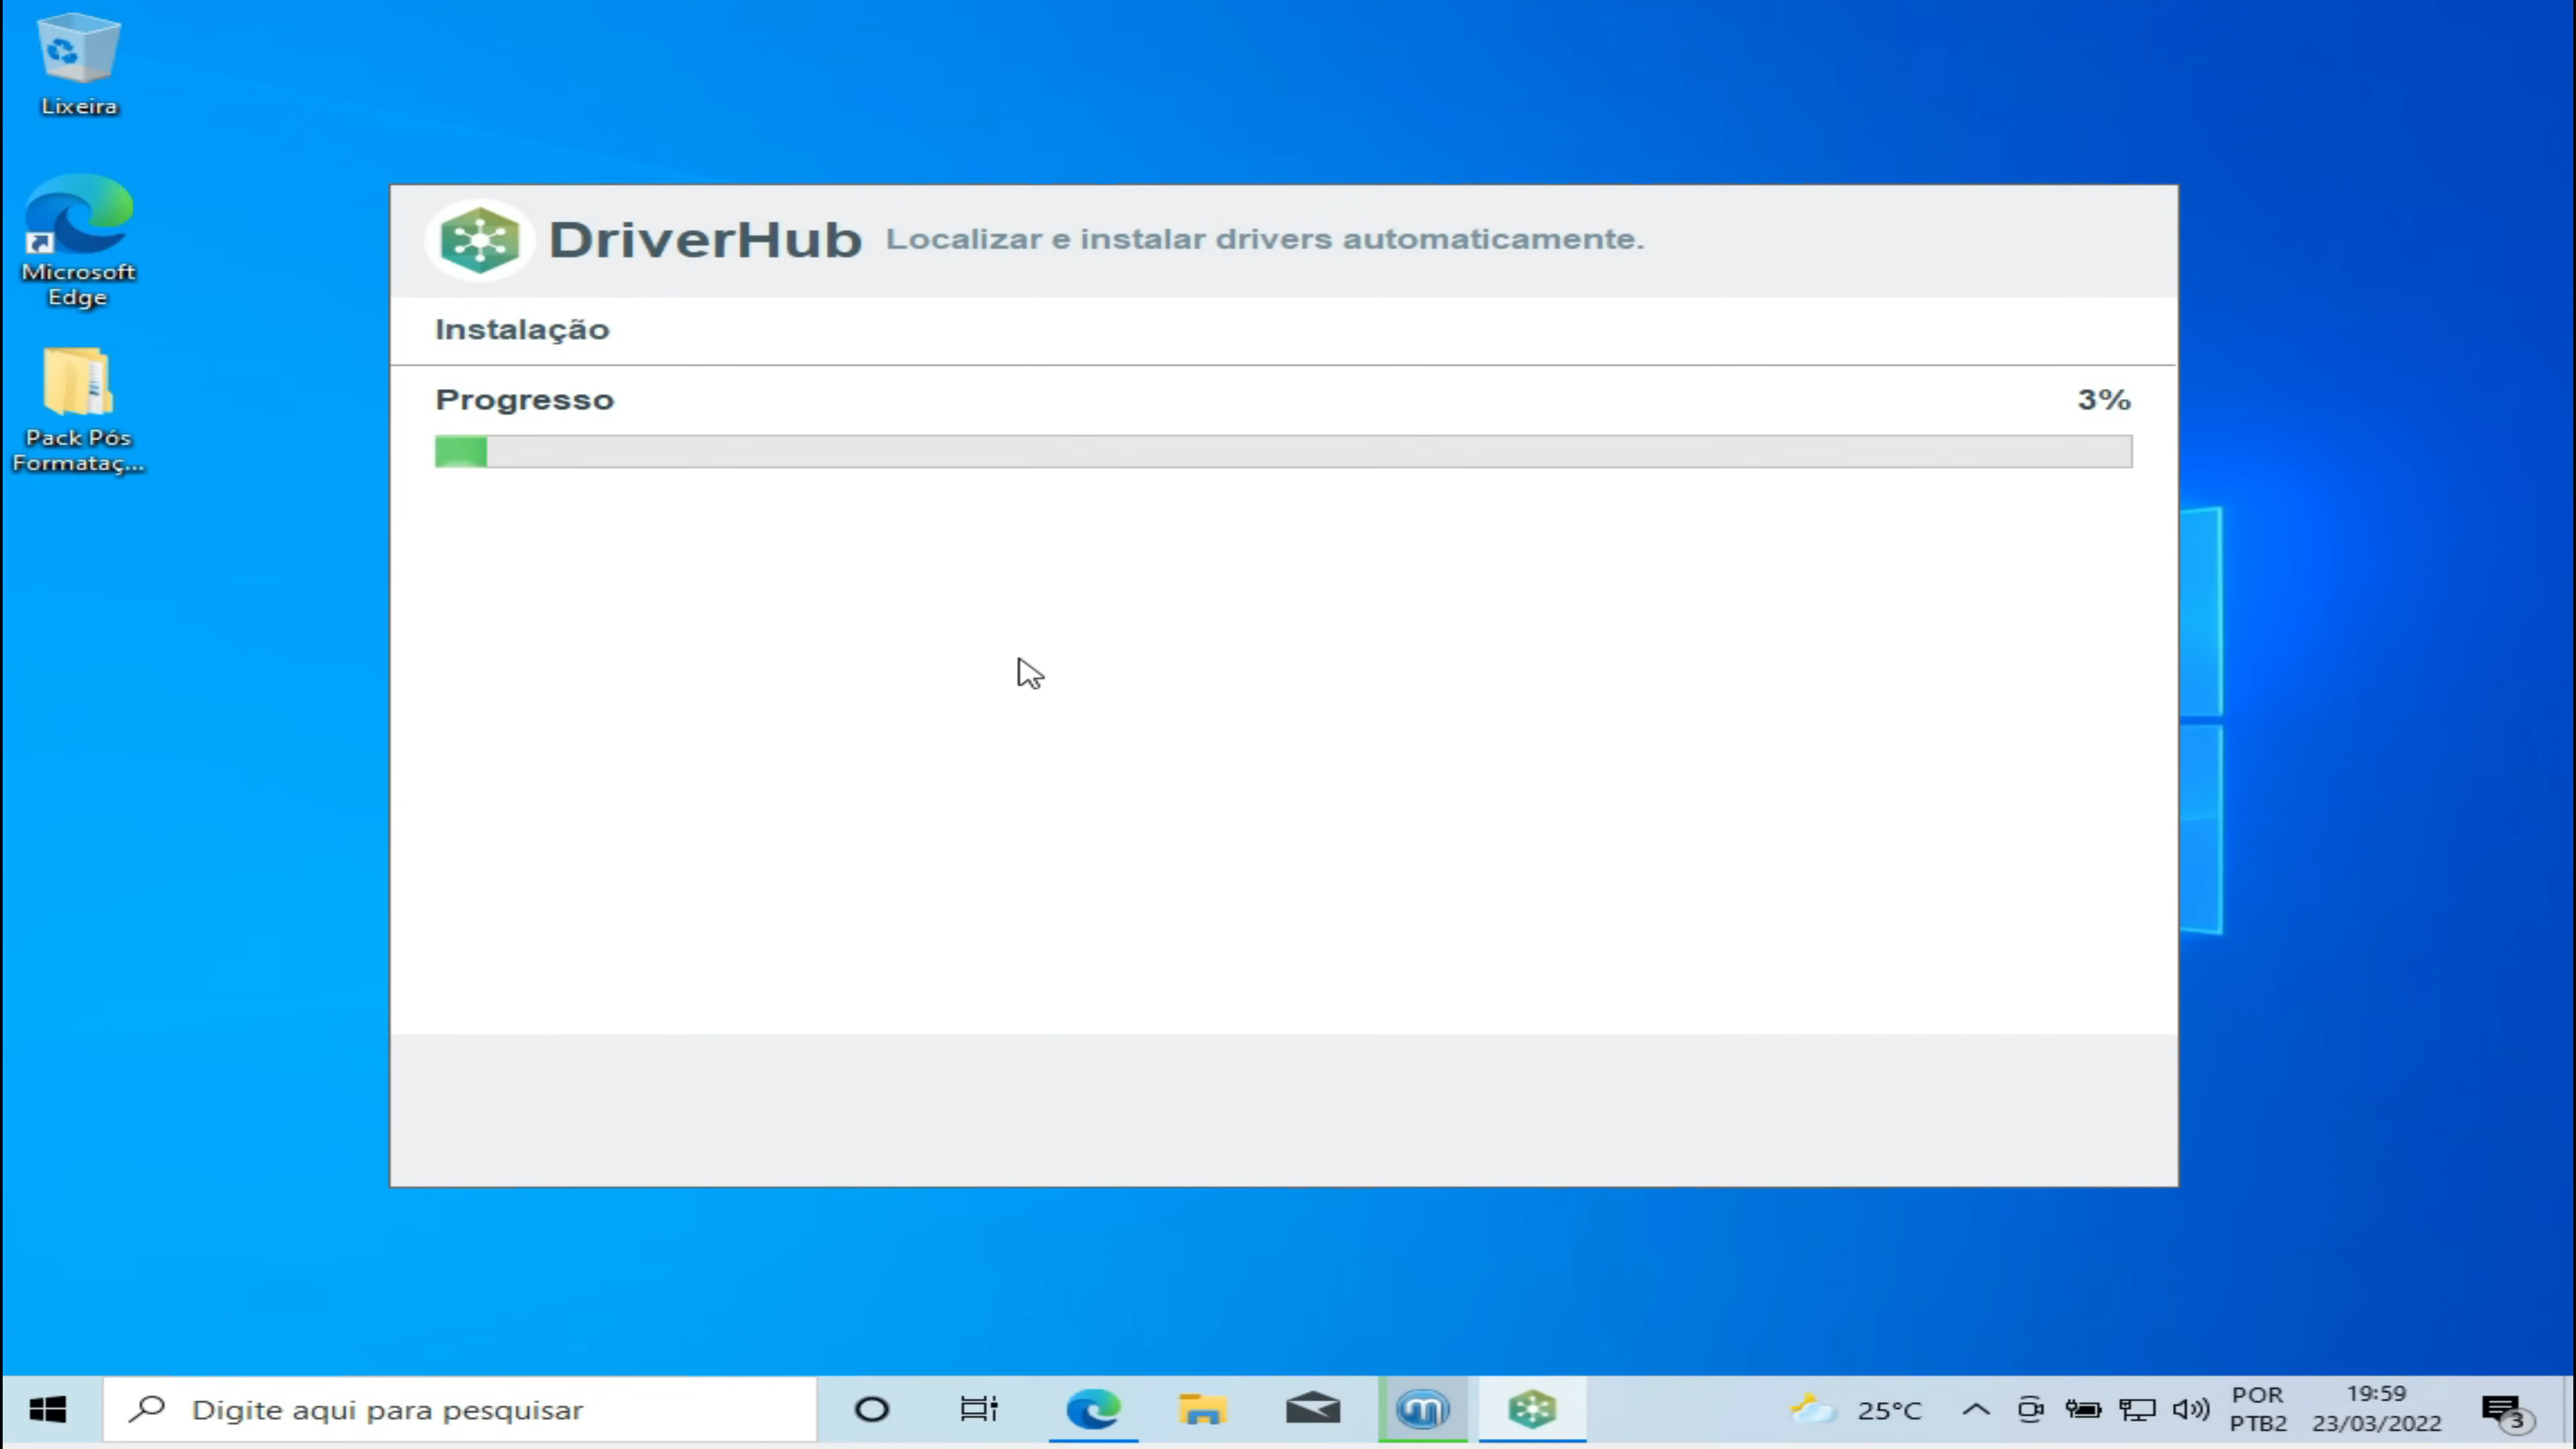 Lixeira
Microsoft
Edge
Pack Pós
Formataç...
DriverHub Localizar e instalar drivers automaticamente.
Instalação
Progresso 3%
Digite aqui para pesquisar
25°C
POR
PTB2
19:59
23/03/2022
3